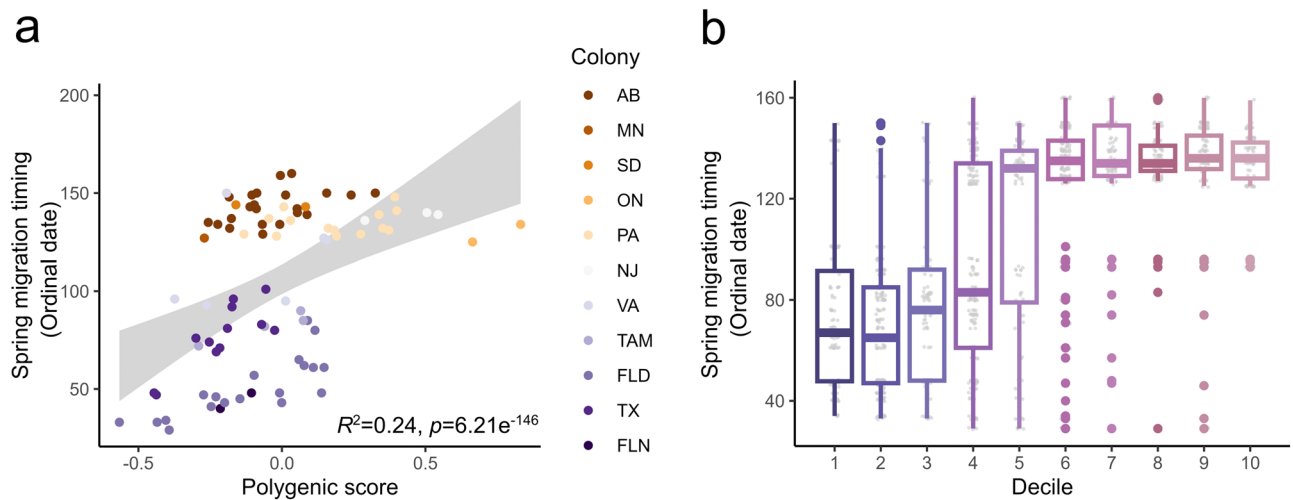 a
Spring migration timing
(Ordinal date)
200
150
100
50
-0.5
0.0
0.5
Polygenic score
R²=0.24, p=6.21e⁻¹⁴⁶
Colony
AB
MN
SD
ON
PA
NJ
VA
TAM
FLD
TX
FLN
b
Spring migration timing
(Ordinal date)
160
120
80
40
1 2 3 4 5 6 7 8 9 10
Decile